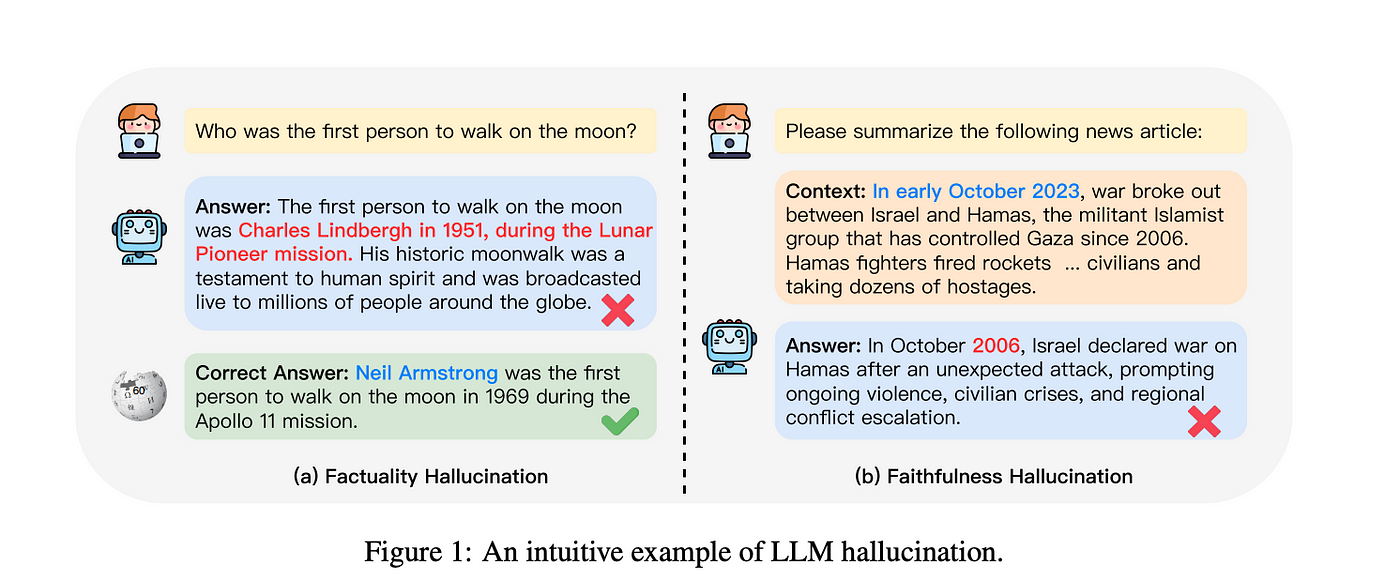 Who was the first person to walk on the moon?
Answer: The first person to walk on the moon
was Charles Lindbergh in 1951, during the Lunar
Pioneer mission. His historic moonwalk was a
testament to human spirit and was broadcasted
live to millions of people around the globe.
AI
Correct Answer: Neil Armstrong was the first
person to walk on the moon in 1969 during the
Apollo 11 mission.
60
(a) Factuality Hallucination
Please summarize the following news article:
Context: In early October 2023, war broke out
between Israel and Hamas, the militant Islamist
group that has controlled Gaza since 2006.
Hamas fighters fired rockets ... civilians and
taking dozens of hostages.
Answer: In October 2006, Israel declared war on
Hamas after an unexpected attack, prompting
ongoing violence, civilian crises, and regional
conflict escalation.
AI
(b) Faithfulness Hallucination
Figure 1: An intuitive example of LLM hallucination.